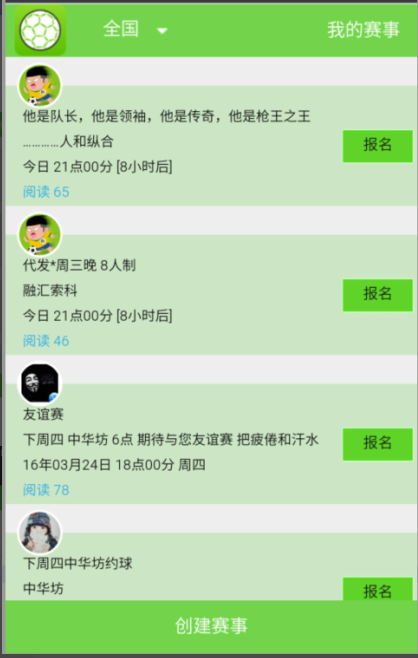 全国
我的赛事
他是队长，他是领袖，他是传奇，他是枪王之王
…………人和纵合
报名
今日 21点00分 [8小时后]
阅读 65
代发*周三晚 8人制
融汇索科
报名
今日 21点00分 [8小时后]
阅读 46
友谊赛
下周四 中华坊 6点 期待与您友谊赛 把疲倦和汗水
报名
16年03月24日 18点00分 周四
阅读 78
下周四中华坊约球
中华坊
报名
创建赛事